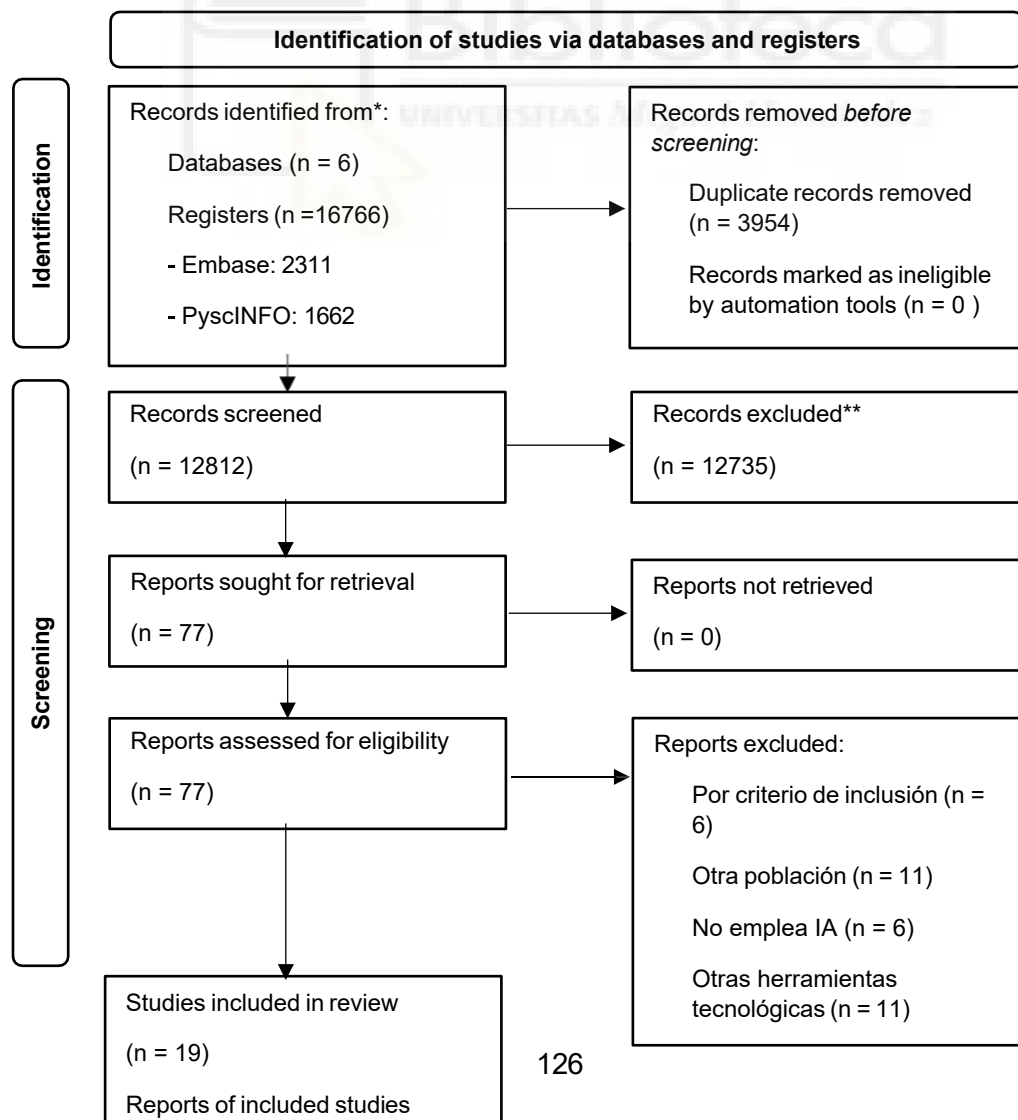 Identification of studies via databases and registers
Identification
Records identified from*:
Databases (n = 6)
Registers (n =16766)
- Embase: 2311
- PyscINFO: 1662
Records removed before
screening:
Duplicate records removed
(n = 3954)
Records marked as ineligible
by automation tools (n = 0 )
Screening
Records screened
(n = 12812)
Records excluded**
(n = 12735)
Reports sought for retrieval
(n = 77)
Reports not retrieved
(n = 0)
Reports assessed for eligibility
(n = 77)
Reports excluded:
Por criterio de inclusión (n =
6)
Otra población (n = 11)
No emplea IA (n = 6)
Otras herramientas
tecnológicas (n = 11)
Studies included in review
(n = 19)
Reports of included studies
126
Biblioteca
UNIVERSITAS